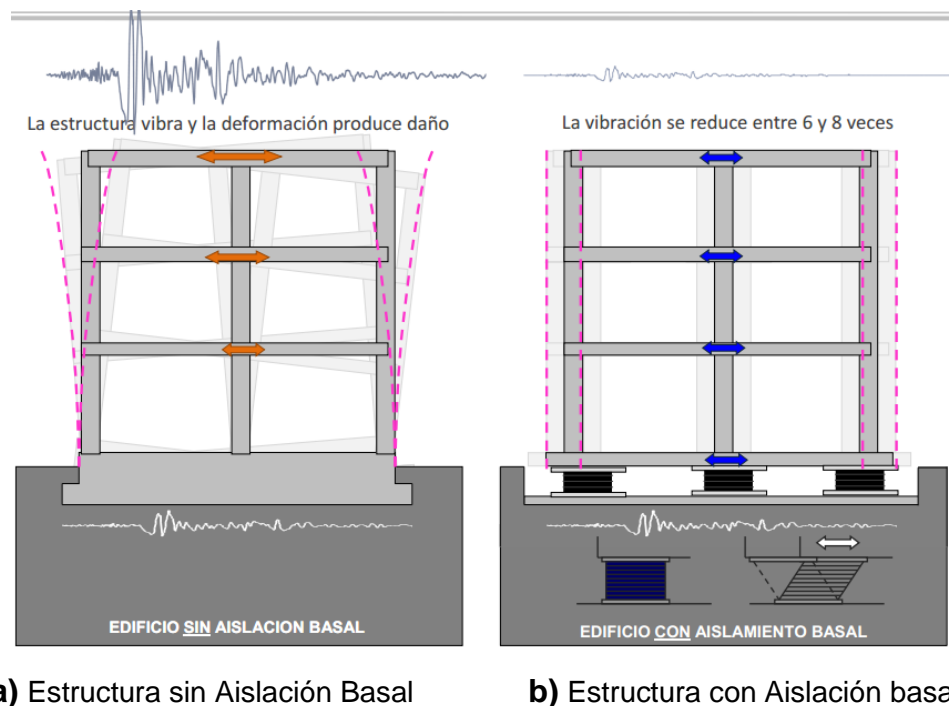 La estructura vibra y la deformación produce daño
La vibración se reduce entre 6 y 8 veces
EDIFICIO SIN AISLACION BASAL
EDIFICIO CON AISLAMIENTO BASAL
a) Estructura sin Aislación Basal
b) Estructura con Aislación basa